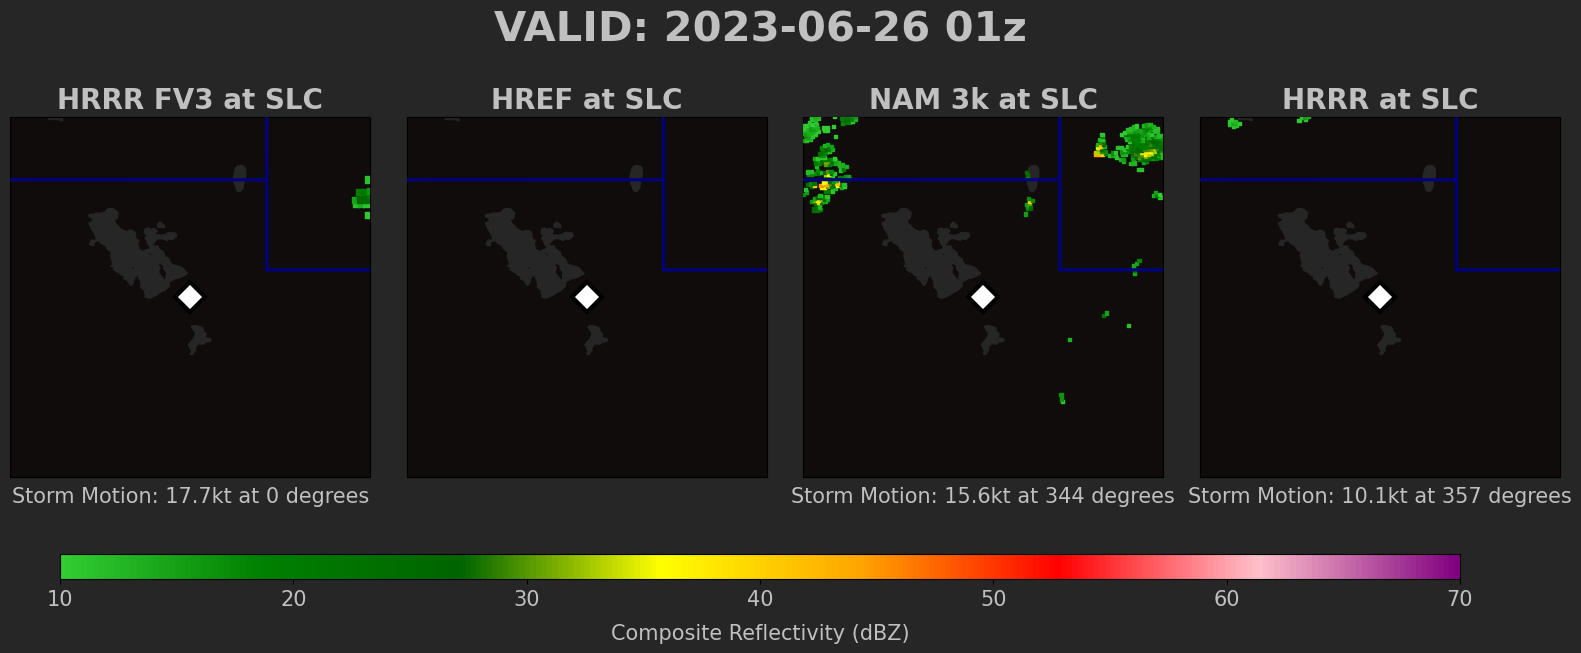 VALID: 2023-06-26 01z
HRRR FV3 at SLC
HREF at SLC
NAM 3k at SLC
HRRR at SLC
Storm Motion: 17.7kt at 0 degrees
Storm Motion: 15.6kt at 344 degrees
Storm Motion: 10.1kt at 357 degrees
10 20 30 40 50 60 70
Composite Reflectivity (dBZ)